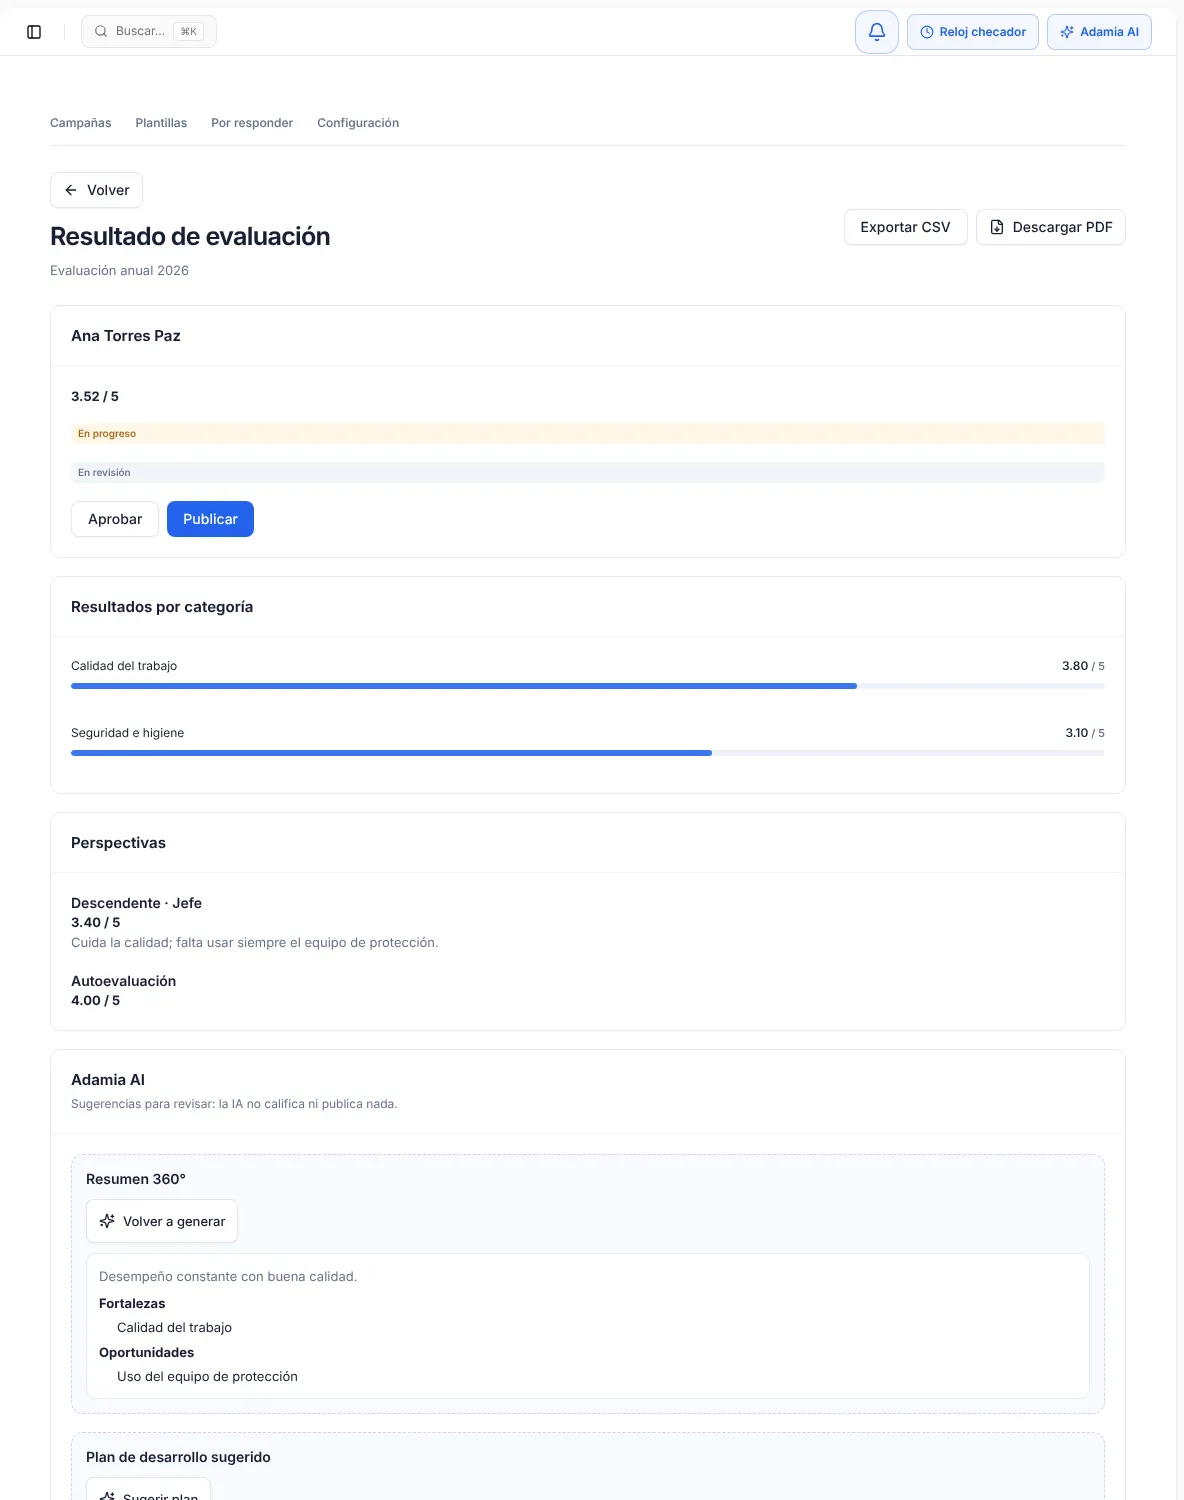 Buscar... ⌘K
Reloj checador
Adamia AI
Campañas Plantillas Por responder Configuración
Volver
Resultado de evaluación
Evaluación anual 2026
Exportar CSV
Descargar PDF
Ana Torres Paz
3.52 / 5
En progreso
En revisión
Aprobar
Publicar
Resultados por categoría
Calidad del trabajo 3.80 / 5
Seguridad e higiene 3.10 / 5
Perspectivas
Descendente · Jefe
3.40 / 5
Cuida la calidad; falta usar siempre el equipo de protección.
Autoevaluación
4.00 / 5
Adamia AI
Sugerencias para revisar: la IA no califica ni publica nada.
Resumen 360°
Volver a generar
Desempeño constante con buena calidad.
Fortalezas
Calidad del trabajo
Oportunidades
Uso del equipo de protección
Plan de desarrollo sugerido
Sugerir plan